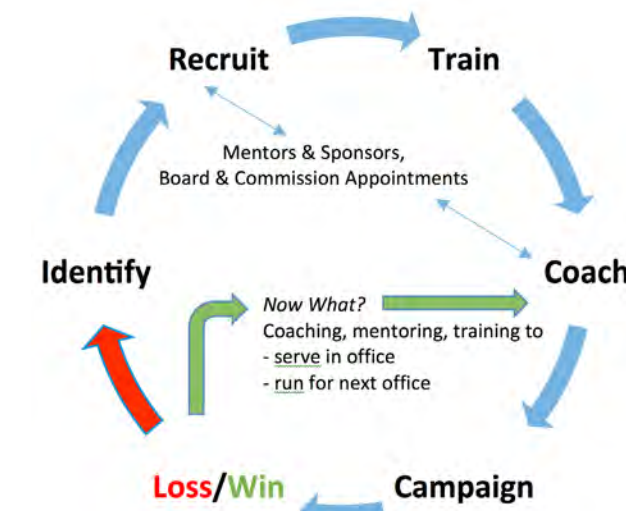 Recruit
Train
Mentors & Sponsors,
Board & Commission Appointments
Identify
Coach
Now What?
Coaching, mentoring, training to
- serve in office
- run for next office
Loss/Win
Campaign